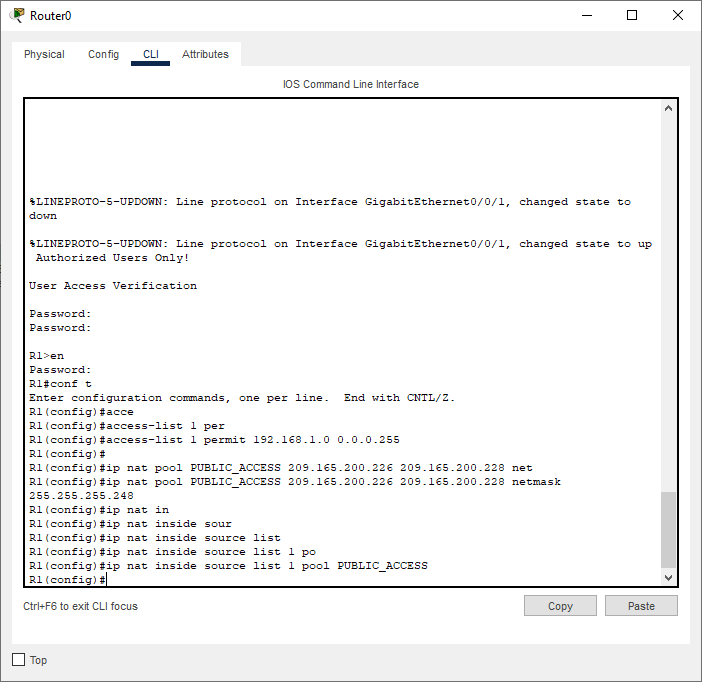 Router0
Physical Config CLI Attributes
IOS Command Line Interface
%LINEPROTO-5-UPDOWN: Line protocol on Interface GigabitEthernet0/0/1, changed state to
down
%LINEPROTO-5-UPDOWN: Line protocol on Interface GigabitEthernet0/0/1, changed state to up
Authorized Users Only!
User Access Verification
Password:
Password:
R1>en
Password:
R1#conf t
Enter configuration commands, one per line.  End with CNTL/Z.
R1(config)#acce
R1(config)#access-list 1 per
R1(config)#access-list 1 permit 192.168.1.0 0.0.0.255
R1(config)#
R1(config)#ip nat pool PUBLIC_ACCESS 209.165.200.226 209.165.200.228 net
R1(config)#ip nat pool PUBLIC_ACCESS 209.165.200.226 209.165.200.228 netmask
255.255.255.248
R1(config)#ip nat in
R1(config)#ip nat inside sour
R1(config)#ip nat inside source list
R1(config)#ip nat inside source list 1 po
R1(config)#ip nat inside source list 1 pool PUBLIC_ACCESS
R1(config)#
Ctrl+F6 to exit CLI focus
Copy Paste
Top